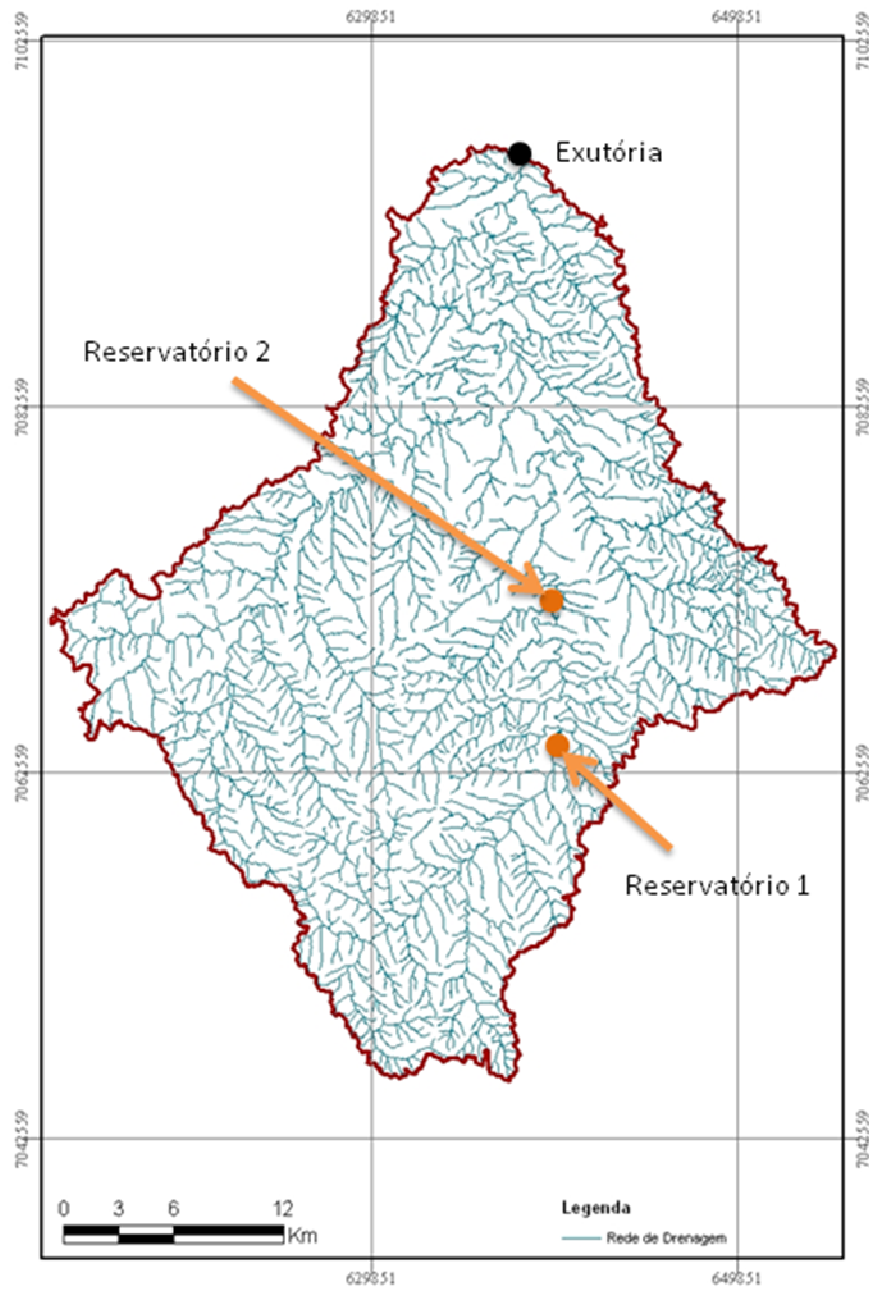 629851 649851
7102559 7102559
Exutória
Reservatório 2
7082559 7082559
7062559 7062559
Reservatório 1
7042559 7042559
0 3 6 12
Km
Legenda
Rede de Drenagem
629851 649851